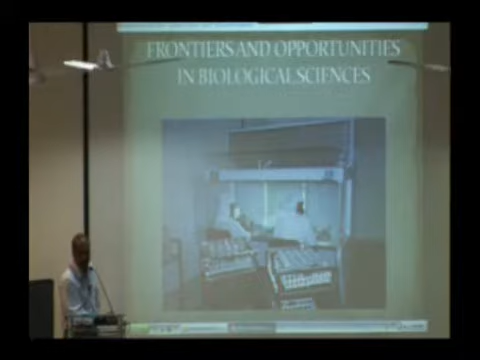 FRONTIERS AND OPPORTUNITIES
IN BIOLOGICAL SCIENCES